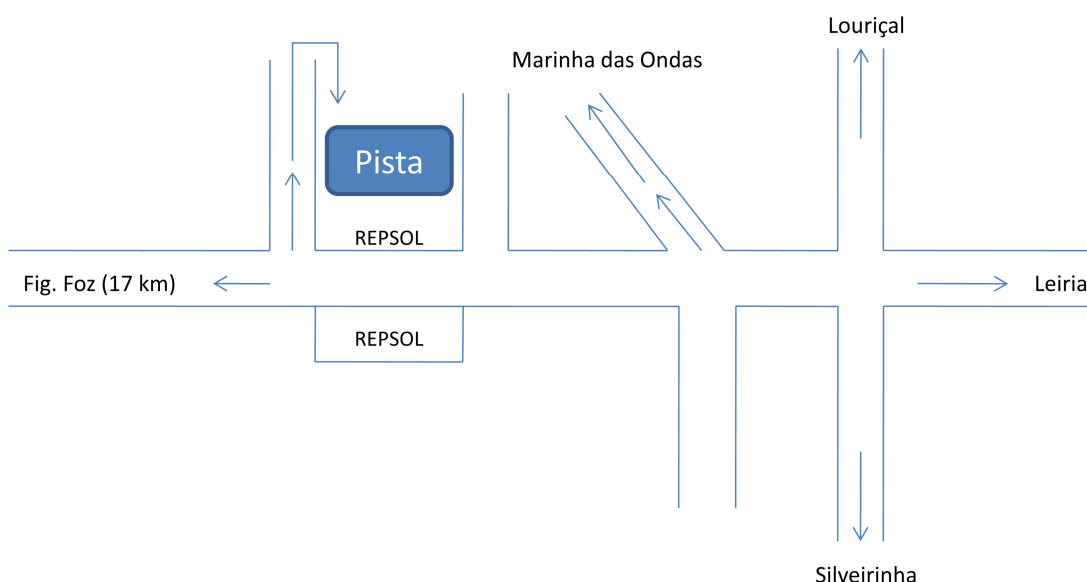 Louriçal
Marinha das Ondas
Pista
REPSOL
Fig. Foz (17 km)
Leiria
REPSOL
Silveirinha